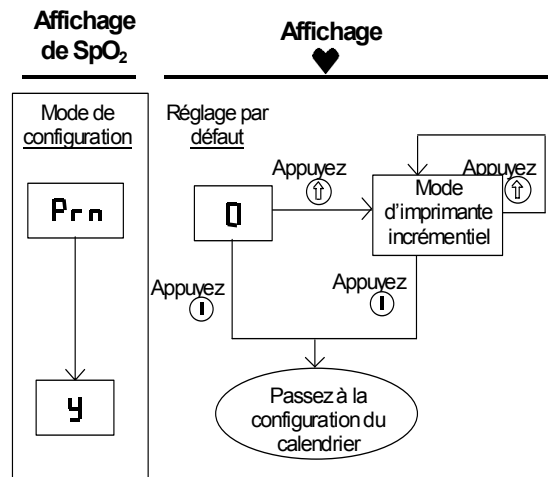 Affichage
de SpO₂
Affichage
Mode de
configuration
Prn
y
Réglage par
défaut
0
Appuyez
Appuyez
Mode
d'imprimante
incrémentiel
Appuyez
Appuyez
Passez à la
configuration du
calendrier